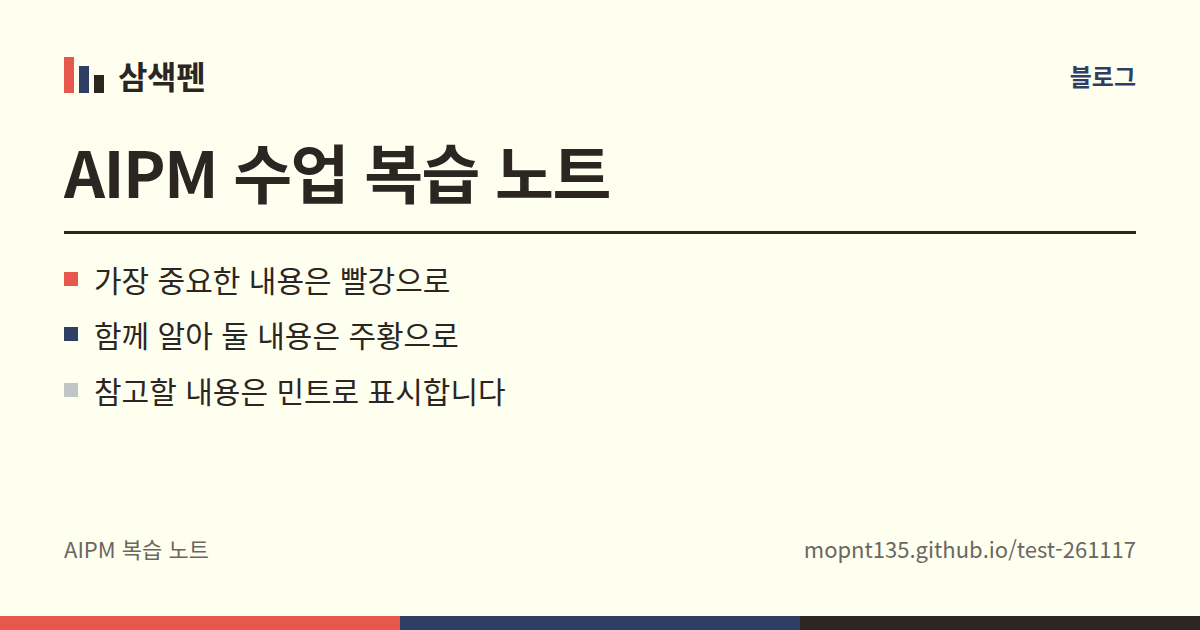 삼색펜
블로그
AIPM 수업 복습 노트
가장 중요한 내용은 빨강으로
함께 알아 둘 내용은 주황으로
참고할 내용은 민트로 표시합니다
AIPM 복습 노트
mopnt135.github.io/test-261117